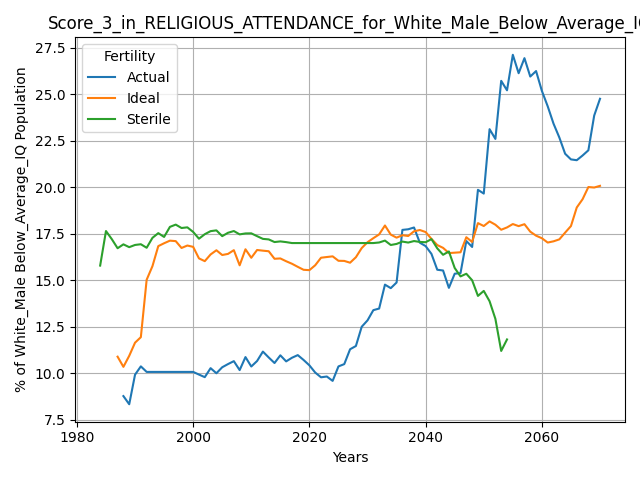 Score_3_in_RELIGIOUS_ATTENDANCE_for_White_Male_Below_Average_IQ
Fertility
Actual
Ideal
Sterile
% of White_Male Below_Average_IQ Population
27.5
25.0
22.5
20.0
17.5
15.0
12.5
10.0
7.5
1980
2000
2020
2040
2060
Years